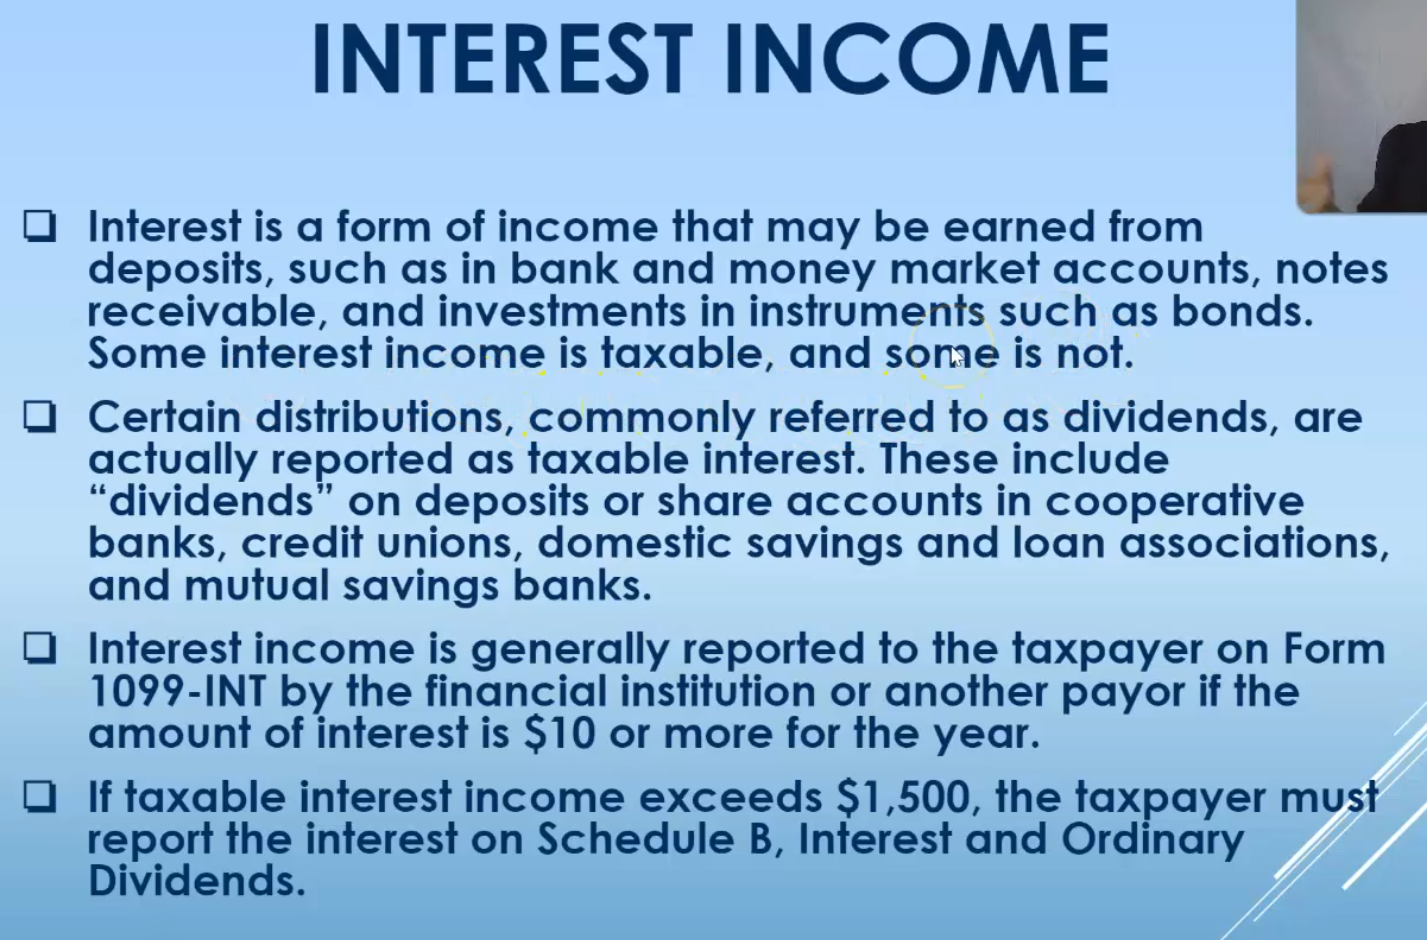 INTEREST INCOME
Interest is a form of income that may be earned from
deposits, such as in bank and money market accounts, notes
receivable, and investments in instruments such as bonds.
Some interest income is taxable, and some is not.
Certain distributions, commonly referred to as dividends, are
actually reported as taxable interest. These include
“dividends” on deposits or share accounts in cooperative
banks, credit unions, domestic savings and loan associations,
and mutual savings banks.
Interest income is generally reported to the taxpayer on Form
1099-INT by the financial institution or another payor if the
amount of interest is $10 or more for the year.
If taxable interest income exceeds $1,500, the taxpayer must
report the interest on Schedule B, Interest and Ordinary
Dividends.